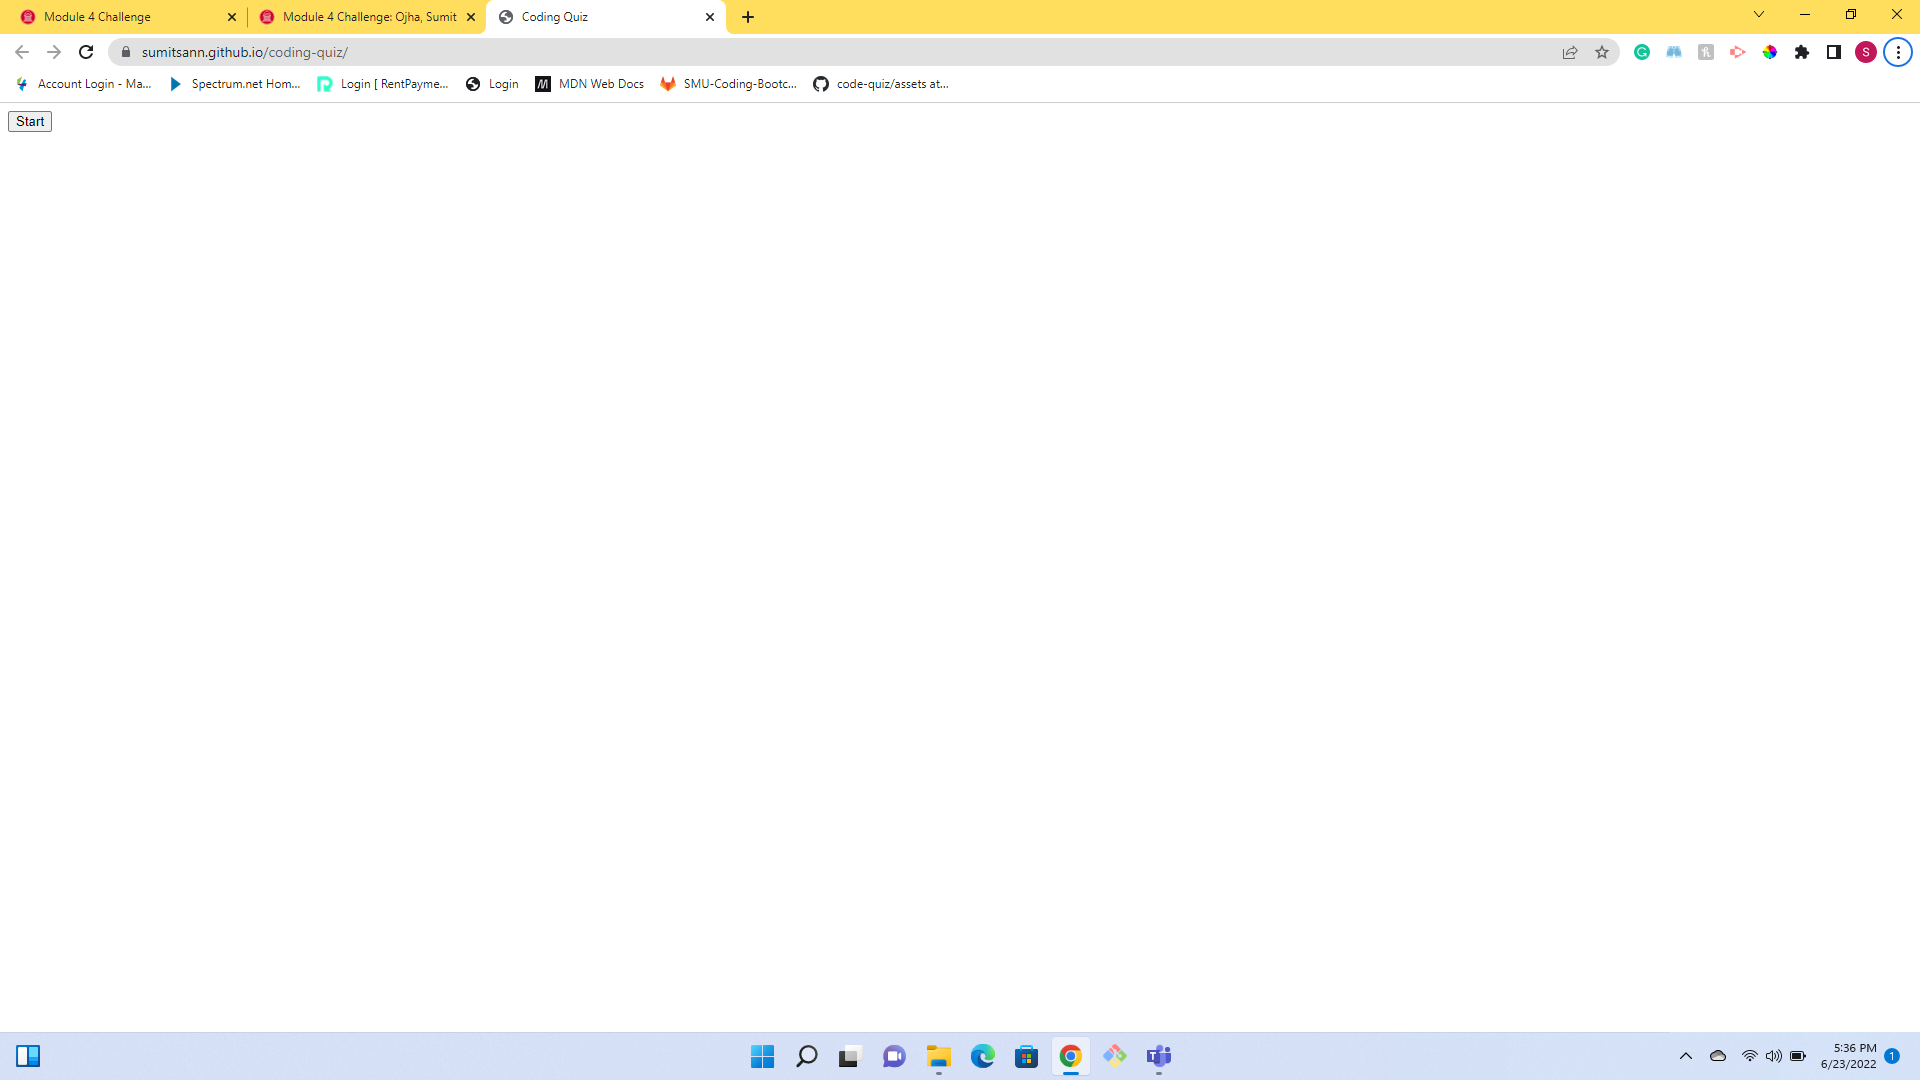 Module 4 Challenge
Module 4 Challenge: Ojha, Sumit
Coding Quiz
sumitsann.github.io/coding-quiz/
S
Account Login - Ma...
Spectrum.net Hom...
Login [ RentPayme...
Login
MDN Web Docs
SMU-Coding-Bootc...
code-quiz/assets at...
Start
5:36 PM
6/23/2022
1